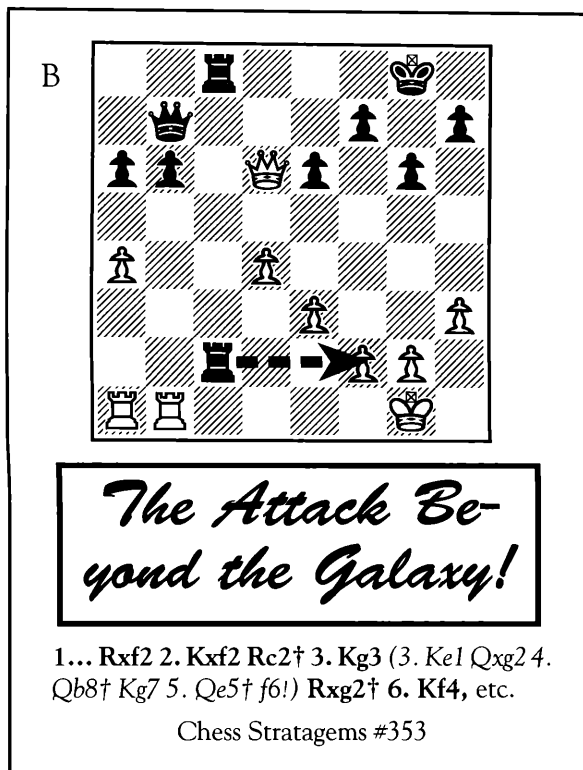 B
The Attack Be-
yond the Galaxy!
1... Rxf2 2. Kxf2 Rc2† 3. Kg3 (3. Ke1 Qxg2 4.
Qb8† Kg7 5. Qe5† f6!) Rxg2† 6. Kf4, etc.
Chess Stratagems #353